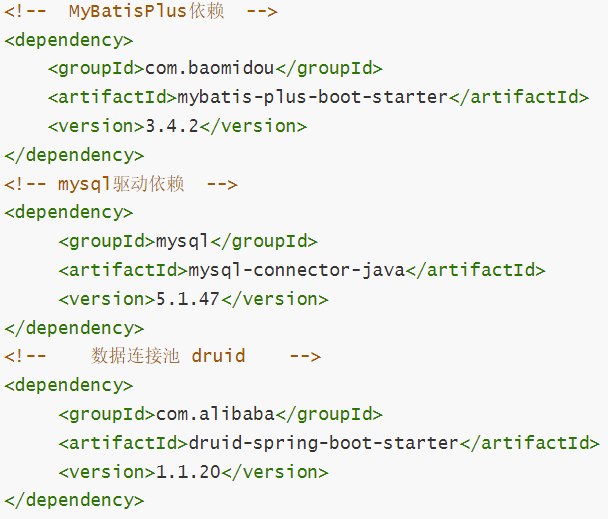 <!--  MyBatisPlus依赖  -->
<dependency>
    <groupId>com.baomidou</groupId>
    <artifactId>mybatis-plus-boot-starter</artifactId>
    <version>3.4.2</version>
</dependency>
<!-- mysql驱动依赖  -->
<dependency>
     <groupId>mysql</groupId>
     <artifactId>mysql-connector-java</artifactId>
     <version>5.1.47</version>
</dependency>
<!--    数据连接池 druid    -->
<dependency>
     <groupId>com.alibaba</groupId>
     <artifactId>druid-spring-boot-starter</artifactId>
     <version>1.1.20</version>
</dependency>